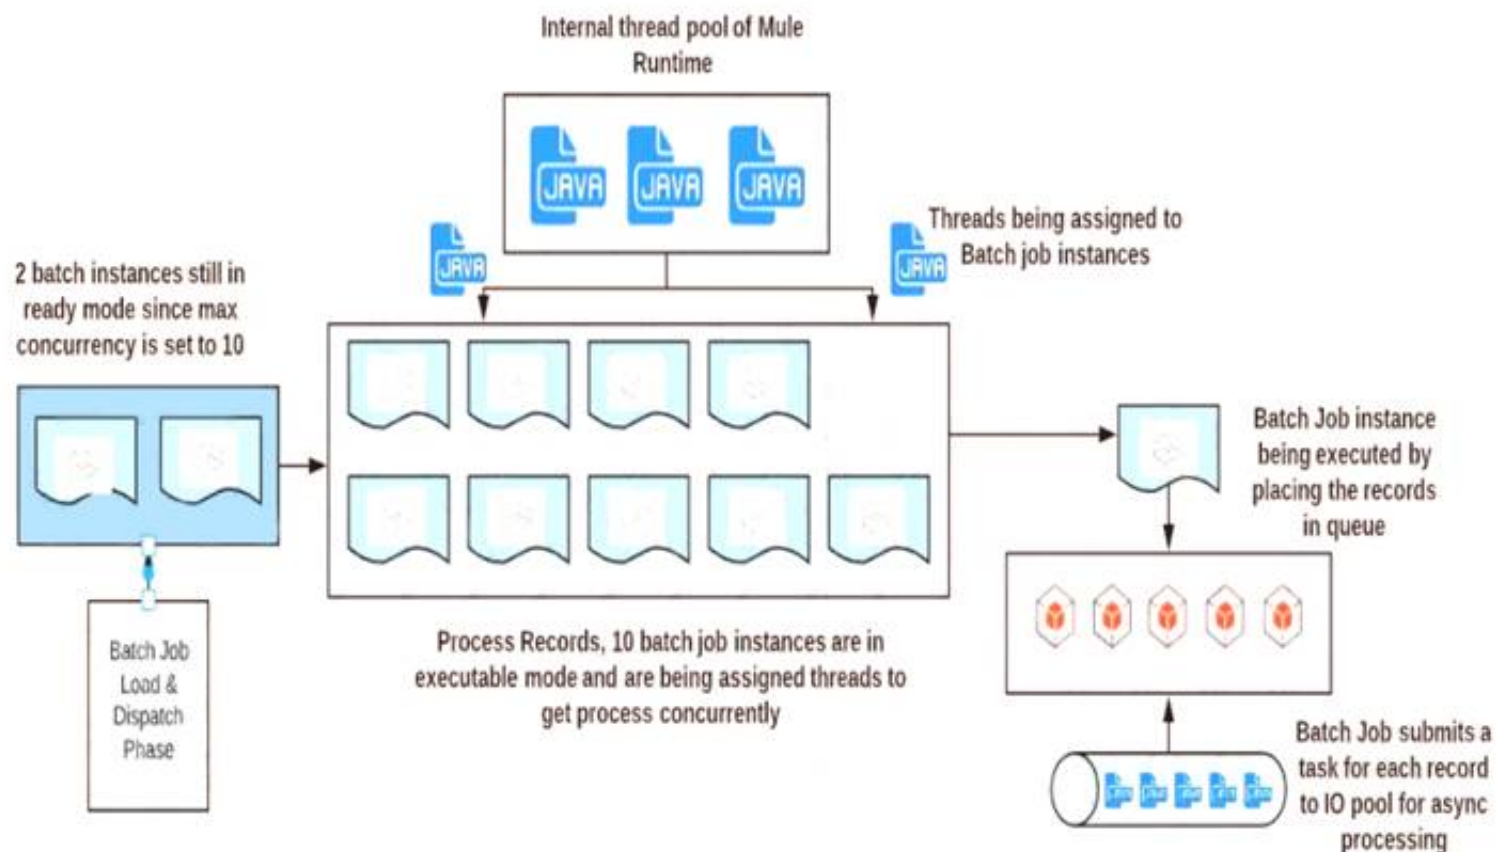 Internal thread pool of Mule
Runtime
JAVA
JAVA
JAVA
JAVA
JAVA
Threads being assigned to
Batch job instances
2 batch instances still in
ready mode since max
concurrency is set to 10
Batch Job instance
being executed by
placing the records
in queue
Process Records, 10 batch job instances are in
executable mode and are being assigned threads to
get process concurrently
Batch Job
Load &
Dispatch
Phase
Batch Job submits a
task for each record
to IO pool for async
processing